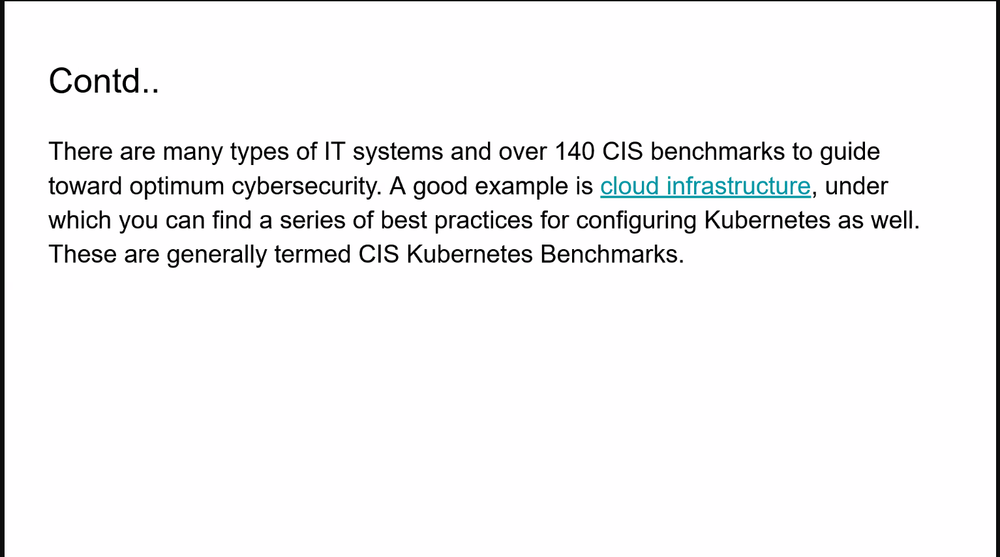 Contd..
There are many types of IT systems and over 140 CIS benchmarks to guide
toward optimum cybersecurity. A good example is cloud infrastructure, under
which you can find a series of best practices for configuring Kubernetes as well.
These are generally termed CIS Kubernetes Benchmarks.